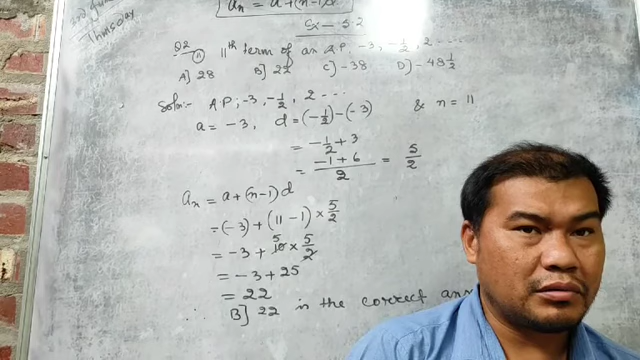 aₙ = a + (n-1)d
Ex - 5.2
Thursday
Q2 (ii) 11th term of an A.P. -3, -1/2, 2 ----
A] 28 B] 22 C] -38 D] -48 1/2
Soln:- A.P; -3, -1/2, 2 ---
a = -3, d = (-1/2) - (-3) & n = 11
= -1/2 + 3
= (-1 + 6)/2 = 5/2
aₙ = a + (n-1) d
= (-3) + (11 - 1) × 5/2
= -3 + 10 5 × 5/2
= -3 + 25
= 22
∴ B] 22 is the correct ans